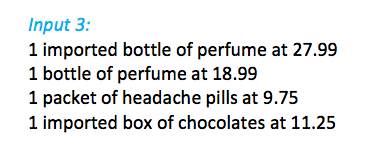 Input 3:
1 imported bottle of perfume at 27.99
1 bottle of perfume at 18.99
1 packet of headache pills at 9.75
1 imported box of chocolates at 11.25